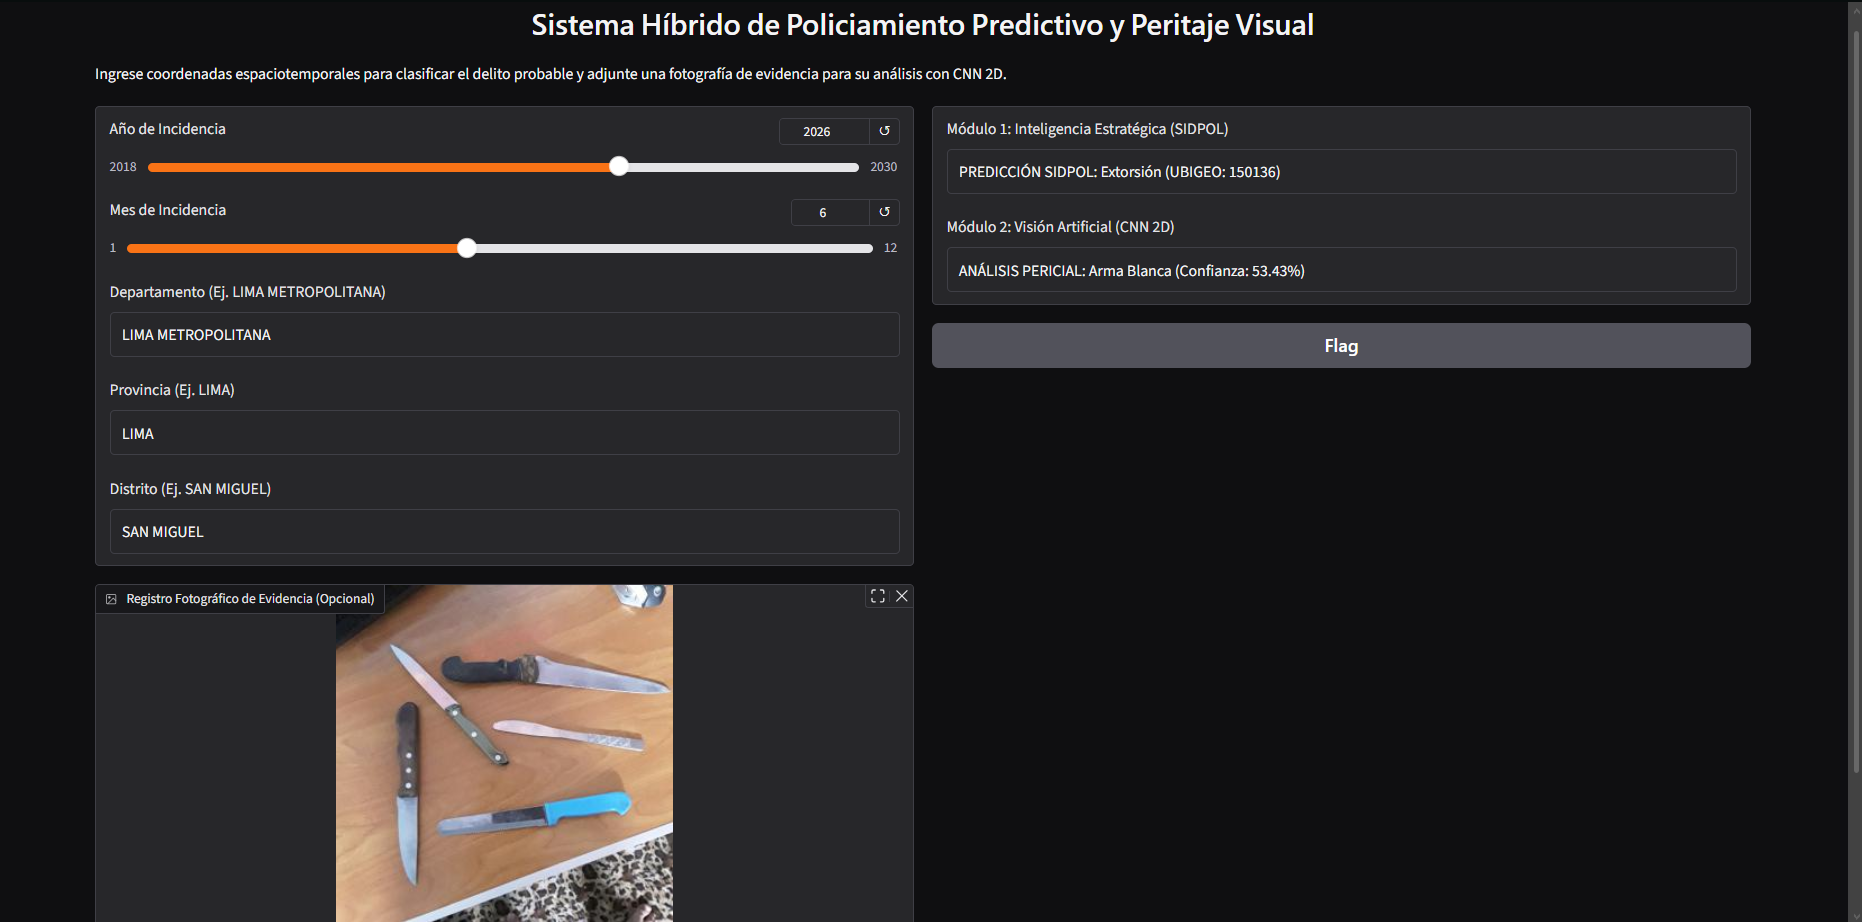 Sistema Híbrido de Policiamiento Predictivo y Peritaje Visual
Ingrese coordenadas espaciotemporales para clasificar el delito probable y adjunte una fotografía de evidencia para su análisis con CNN 2D.
Año de Incidencia
2026
↺
2018
2030
Mes de Incidencia
6
↺
1
12
Departamento (Ej. LIMA METROPOLITANA)
LIMA METROPOLITANA
Provincia (Ej. LIMA)
LIMA
Distrito (Ej. SAN MIGUEL)
SAN MIGUEL
Registro Fotográfico de Evidencia (Opcional)
Módulo 1: Inteligencia Estratégica (SIDPOL)
PREDICCIÓN SIDPOL: Extorsión (UBIGEO: 150136)
Módulo 2: Visión Artificial (CNN 2D)
ANÁLISIS PERICIAL: Arma Blanca (Confianza: 53.43%)
Flag